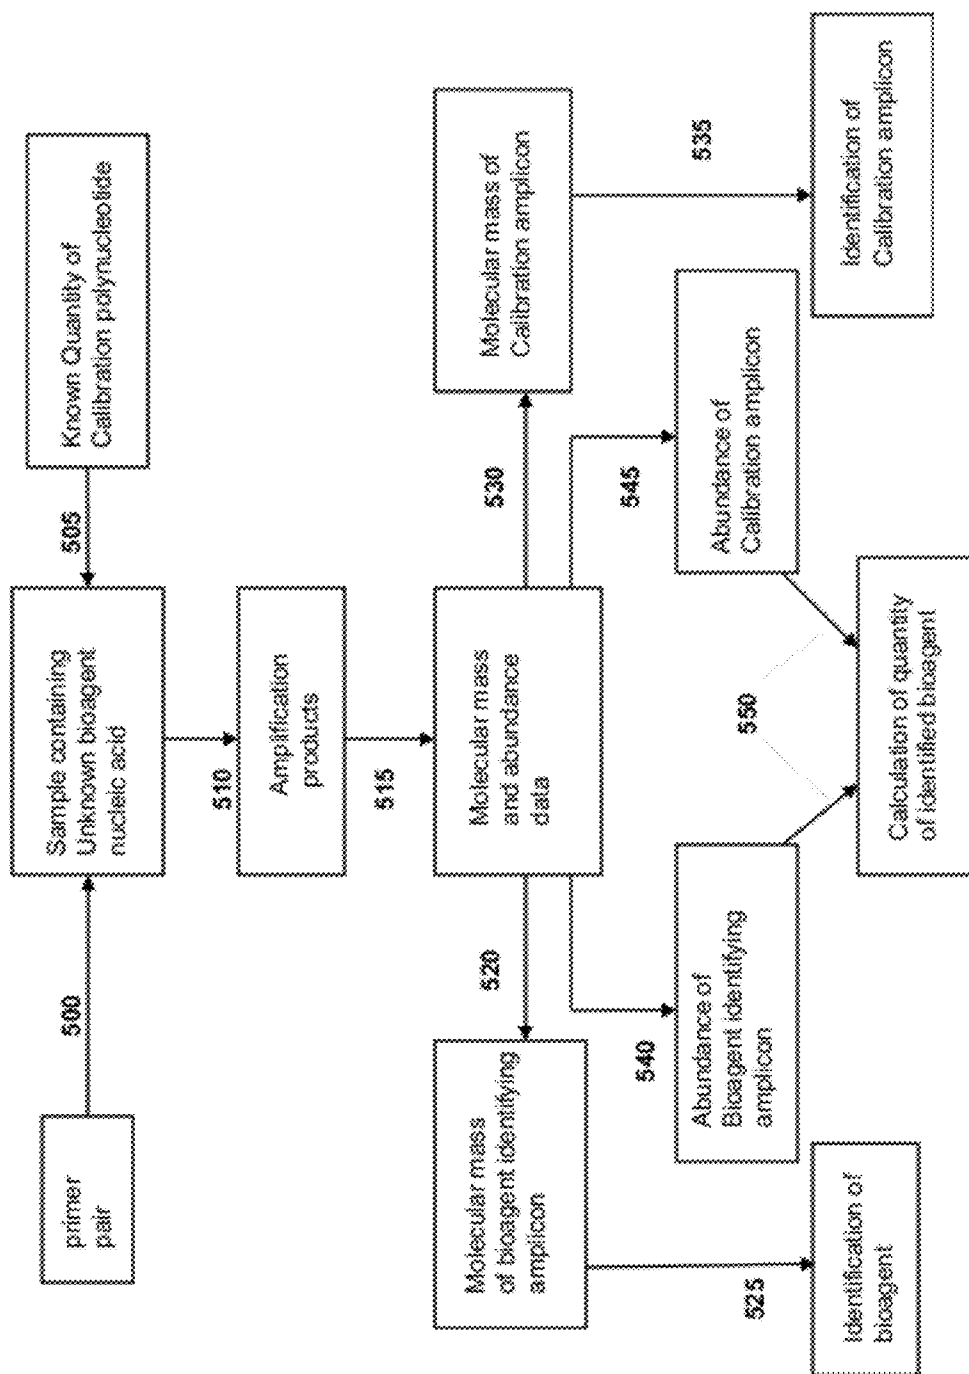 primer
pair
500
Sample containing
Unknown bioagent
nucleic acid
505
Known Quantity of
Calibration polynucleotide
510
Amplification
products
515
Molecular mass
of bioagent identifying
amplicon
520
Molecular mass
and abundance
data
530
Molecular mass of
Calibration amplicon
525
540
545
535
Abundance of
Bioagent identifying
amplicon
550
Abundance of
Calibration amplicon
Identification of
bioagent
Calculation of quantity
of identified bioagent
Identification of
Calibration amplicon